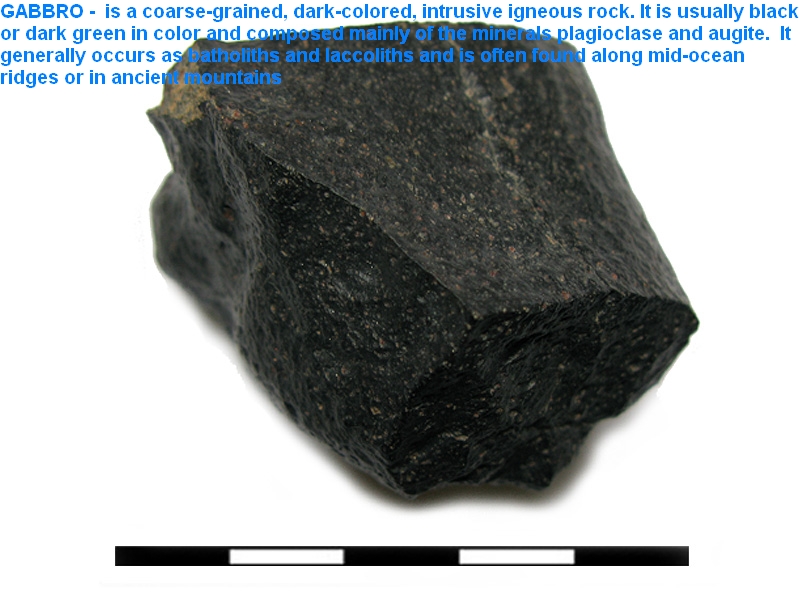 GABBRO - is a coarse-grained, dark-colored, intrusive igneous rock. It is usually black
or dark green in color and composed mainly of the minerals plagioclase and augite. It
generally occurs as batholiths and laccoliths and is often found along mid-ocean
ridges or in ancient mountains